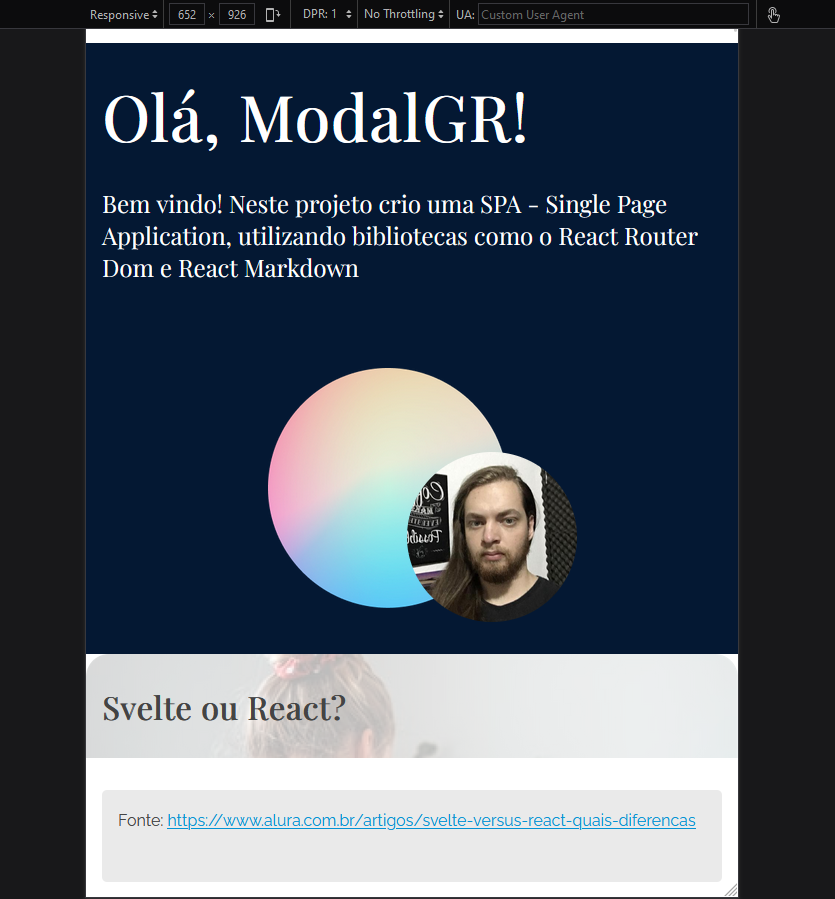 Responsive 652 × 926 DPR: 1 No Throttling UA: Custom User Agent
Olá, ModalGR!
Bem vindo! Neste projeto crio uma SPA - Single Page
Application, utilizando bibliotecas como o React Router
Dom e React Markdown
Svelte ou React?
Fonte: https://www.alura.com.br/artigos/svelte-versus-react-quais-diferencas